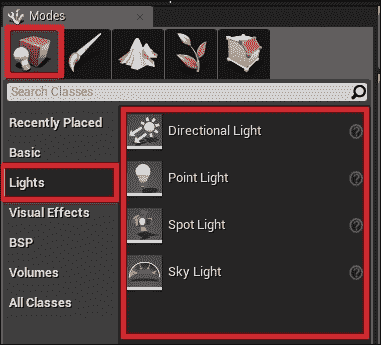 Modes
Search Classes
Recently Placed
Basic
Lights
Visual Effects
BSP
Volumes
All Classes
Directional Light
Point Light
Spot Light
Sky Light